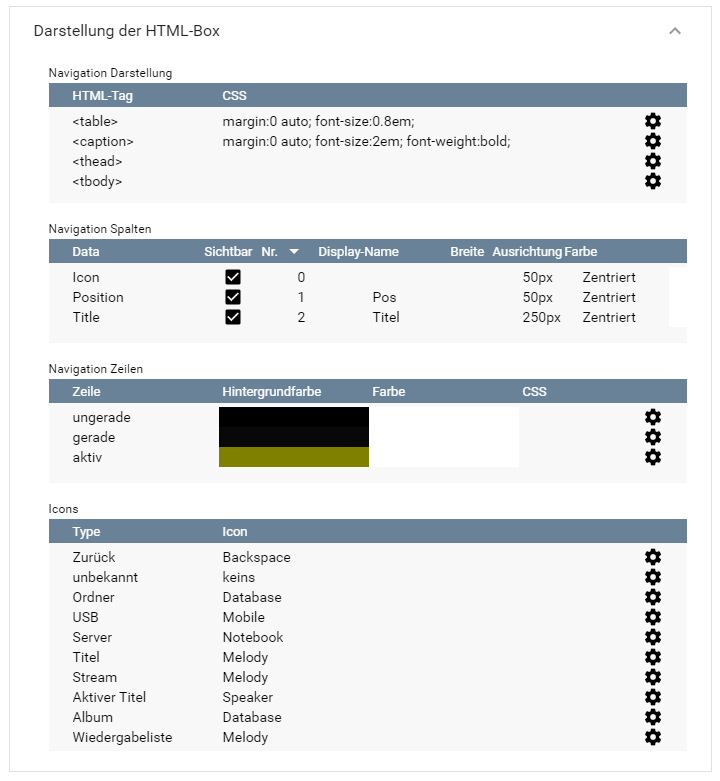 Darstellung der HTML-Box
Navigation Darstellung
HTML-Tag CSS
<table> margin:0 auto; font-size:0.8em;
<caption> margin:0 auto; font-size:2em; font-weight:bold;
<thead>
<tbody>
Navigation Spalten
Data Sichtbar Nr. Display-Name Breite Ausrichtung Farbe
Icon 0 50px Zentriert
Position 1 Pos 50px Zentriert
Title 2 Titel 250px Zentriert
Navigation Zeilen
Zeile Hintergrundfarbe Farbe CSS
ungerade
gerade
aktiv
Icons
Type Icon
Zurück Backspace
unbekannt keins
Ordner Database
USB Mobile
Server Notebook
Titel Melody
Stream Melody
Aktiver Titel Speaker
Album Database
Wiedergabeliste Melody